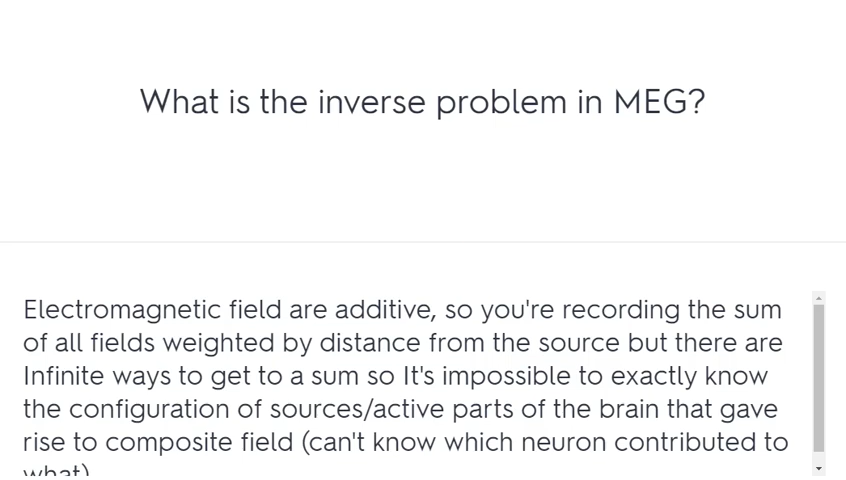 What is the inverse problem in MEG?
Electromagnetic field are additive, so you're recording the sum
of all fields weighted by distance from the source but there are
Infinite ways to get to a sum so It's impossible to exactly know
the configuration of sources/active parts of the brain that gave
rise to composite field (can't know which neuron contributed to
what)